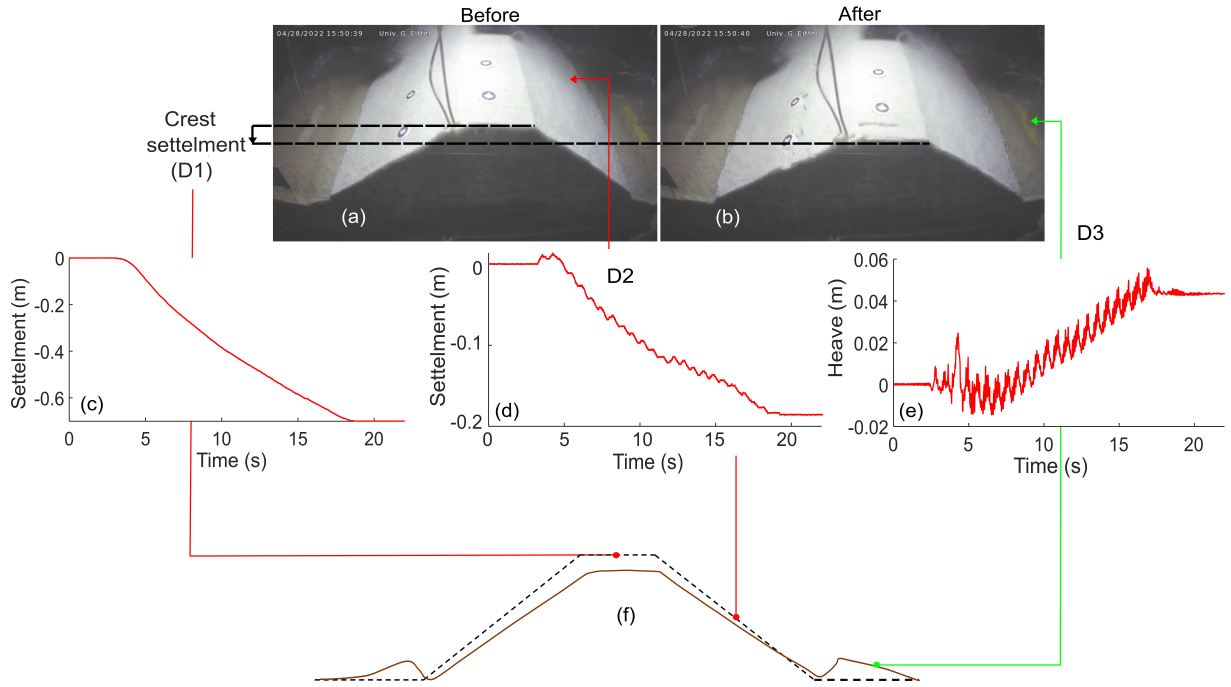 Before
After
04/28/2022 15:50:39 Univ. G. Eiffel
04/28/2022 15:50:40 Univ. G. Eiffel
Crest
settelment
(D1)
(a)
(b)
D2
D3
0
-0.2
-0.4
-0.6
Settelment (m)
(c)
0
5
10
15
20
Time (s)
0
-0.1
-0.2
Settelment (m)
(d)
0
5
10
15
20
Time (s)
0.06
0.04
0.02
0
-0.02
Heave (m)
(e)
0
5
10
15
20
Time (s)
(f)